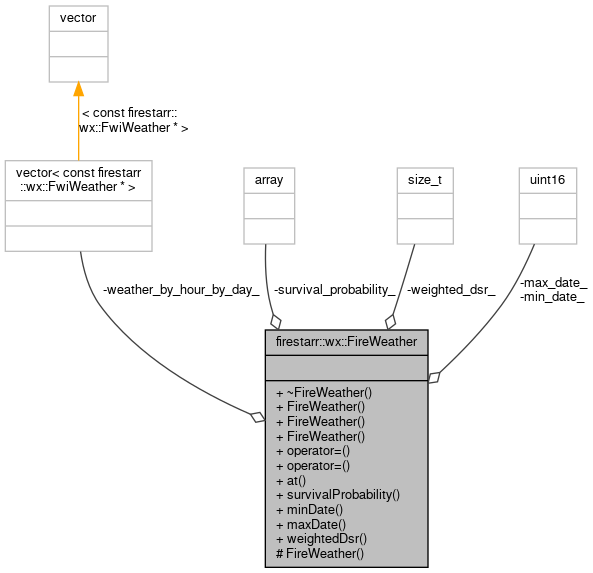 vector
< const firestarr::
wx::FwiWeather * >
vector< const firestarr
::wx::FwiWeather * >
array
size_t
uint16
-weather_by_hour_by_day_
-survival_probability_
-weighted_dsr_
-max_date_
-min_date_
firestarr::wx::FireWeather
+ ~FireWeather()
+ FireWeather()
+ FireWeather()
+ FireWeather()
+ operator=()
+ operator=()
+ at()
+ survivalProbability()
+ minDate()
+ maxDate()
+ weightedDsr()
# FireWeather()